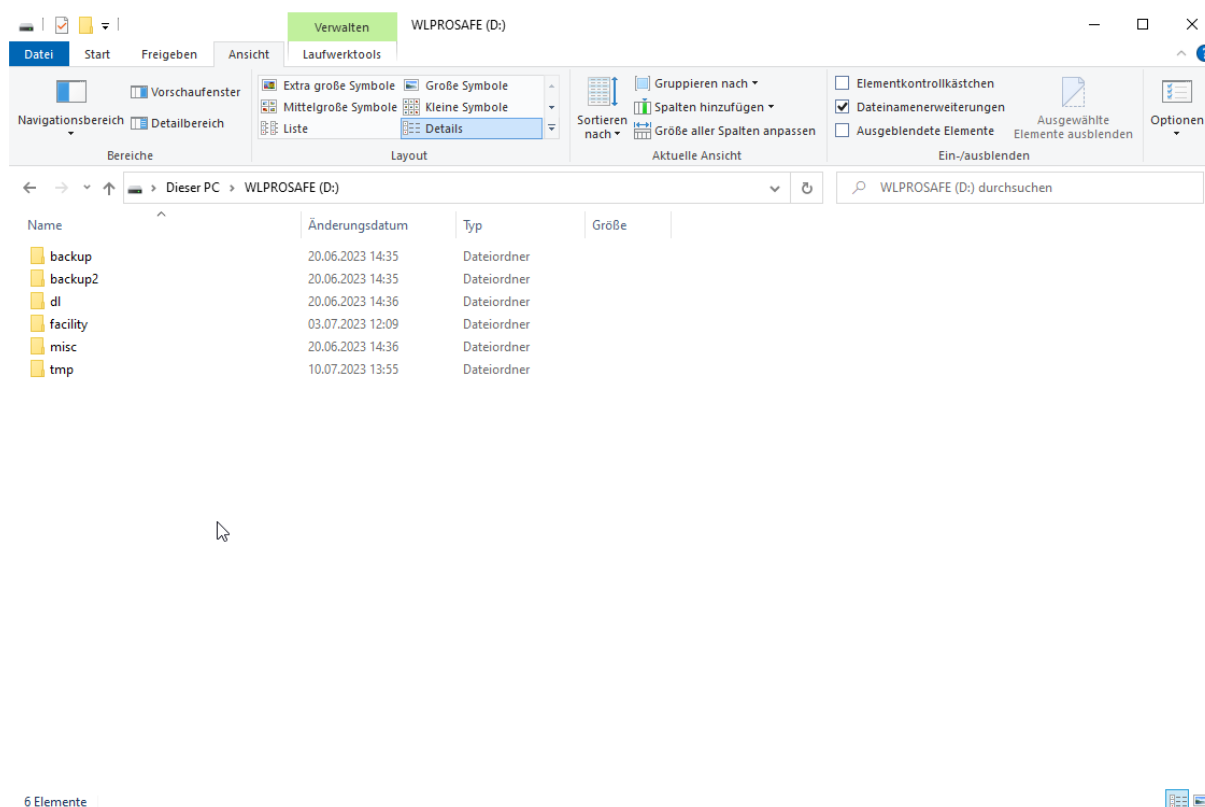 Verwalten WLPROSAFE (D:)
Datei Start Freigeben Ansicht Laufwerktools
Navigationsbereich
Vorschaufenster
Detailbereich
Bereiche
Extra große Symbole Große Symbole
Mittelgroße Symbole Kleine Symbole
Liste Details
Layout
Sortieren
nach
Gruppieren nach
Spalten hinzufügen
Größe aller Spalten anpassen
Aktuelle Ansicht
Elementkontrollkästchen
Dateinamenerweiterungen
Ausgeblendete Elemente
Ausgewählte
Elemente ausblenden
Ein-/ausblenden
Optionen
Dieser PC WLPROSAFE (D:)
WLPROSAFE (D:) durchsuchen
Name Änderungsdatum Typ Größe
backup 20.06.2023 14:35 Dateiordner
backup2 20.06.2023 14:35 Dateiordner
dl 20.06.2023 14:36 Dateiordner
facility 03.07.2023 12:09 Dateiordner
misc 20.06.2023 14:36 Dateiordner
tmp 10.07.2023 13:55 Dateiordner
6 Elemente